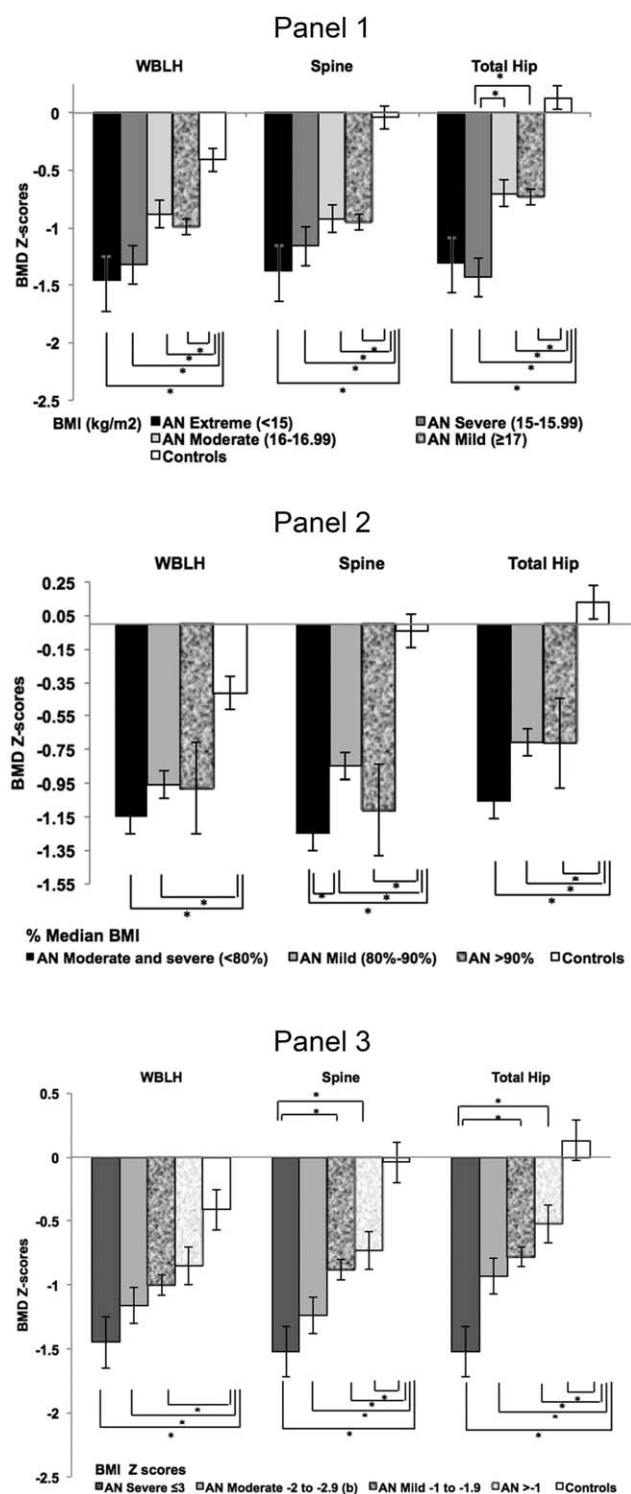 Panel 1
WBLH Spine Total Hip
* 
*
0
-0.5
-1
-1.5
-2
-2.5
BMD Z-scores
* * *
* * *
* * *
* * *
BMI (kg/m2) AN Extreme (<15) AN Severe (15-15.99)
AN Moderate (16-16.99) AN Mild (≥17)
Controls
Panel 2
WBLH Spine Total Hip
0.25
0.05
-0.15
-0.35
-0.55
-0.75
-0.95
-1.15
-1.35
-1.55
BMD Z-scores
* *
* * * *
* * *
% Median BMI
AN Moderate and severe (<80%) AN Mild (80%-90%) AN >90% Controls
Panel 3
WBLH Spine Total Hip
* *
* *
0.5
0
-0.5
-1
-1.5
-2
-2.5
BMD Z-scores
* * *
* * *
* * *
* *
BMI Z scores
AN Severe ≤3 AN Moderate -2 to -2.9 (b) AN Mild -1 to -1.9 AN >-1 Controls